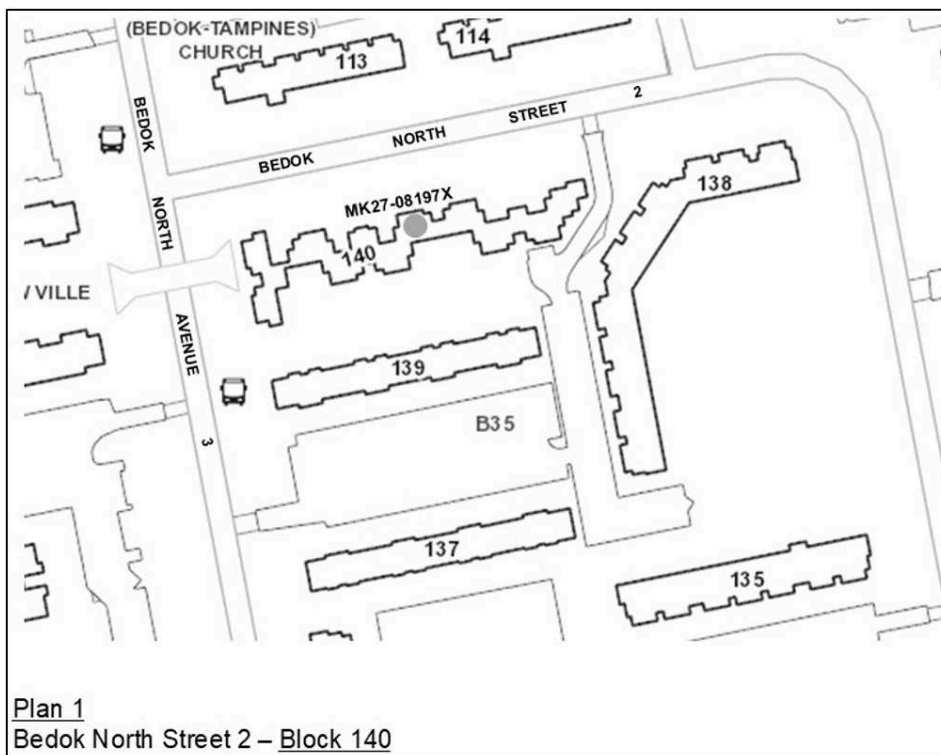 (BEDOK-TAMPINES)
CHURCH
113
114
BEDOK NORTH STREET 2
BEDOK NORTH AVENUE 3
MK27-08197X
138
140
VILLE
139
B35
137
135
Plan 1
Bedok North Street 2 – Block 140